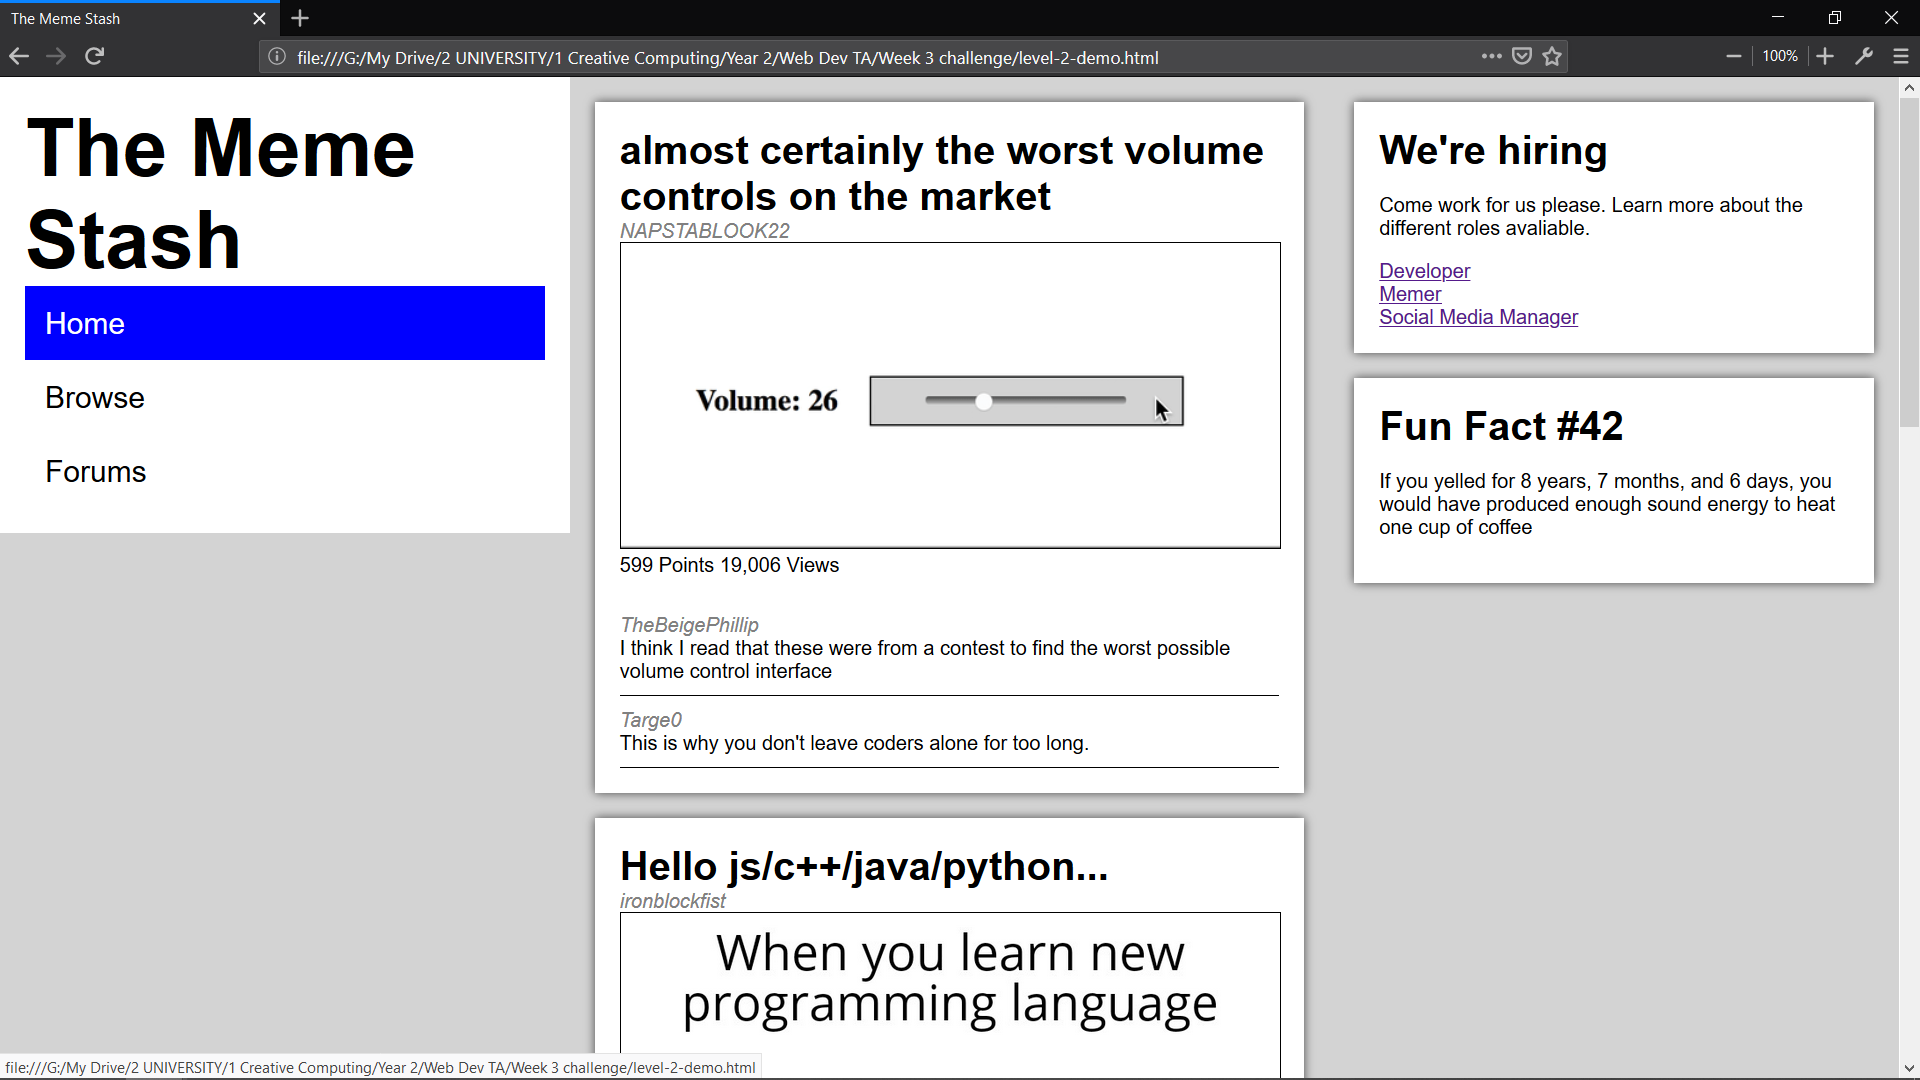 The Meme Stash
file:///G:/My Drive/2 UNIVERSITY/1 Creative Computing/Year 2/Web Dev TA/Week 3 challenge/level-2-demo.html
100%
The Meme
Stash
Home
Browse
Forums
almost certainly the worst volume
controls on the market
NAPSTABLOOK22
Volume: 26
599 Points 19,006 Views
TheBeigePhillip
I think I read that these were from a contest to find the worst possible
volume control interface
Targe0
This is why you don't leave coders alone for too long.
Hello js/c++/java/python...
ironblockfist
When you learn new
programming language
We're hiring
Come work for us please. Learn more about the
different roles avaliable.
Developer
Memer
Social Media Manager
Fun Fact #42
If you yelled for 8 years, 7 months, and 6 days, you
would have produced enough sound energy to heat
one cup of coffee
file:///G:/My Drive/2 UNIVERSITY/1 Creative Computing/Year 2/Web Dev TA/Week 3 challenge/level-2-demo.html